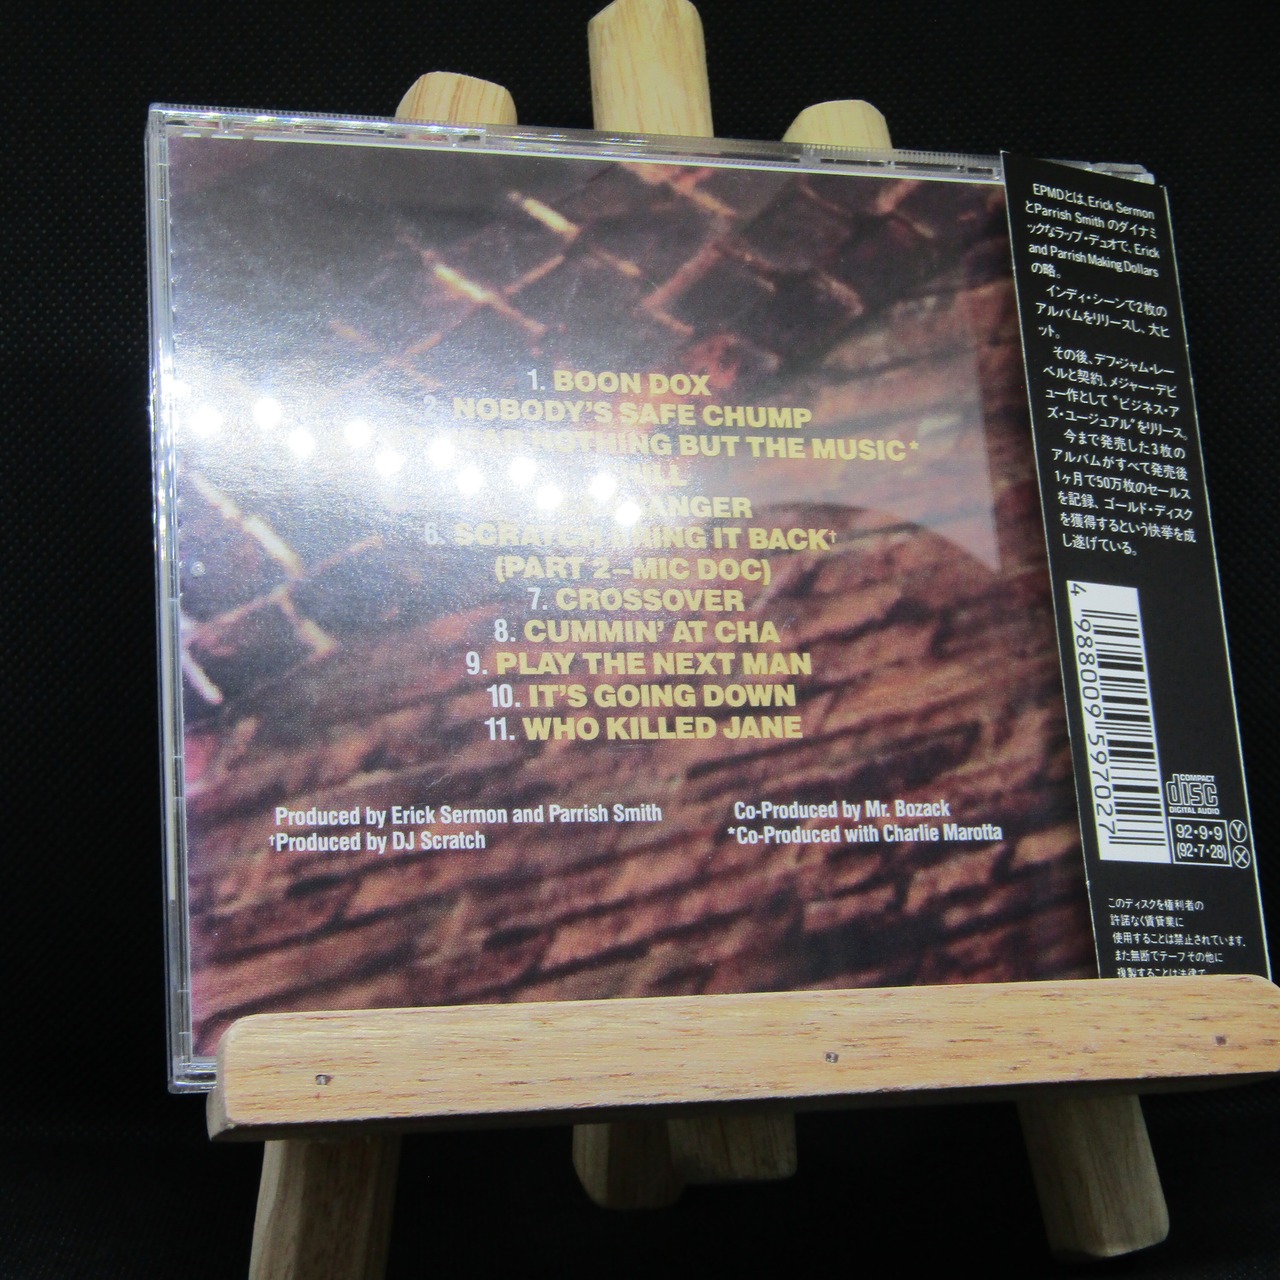 1. BOON DOX
2. NOBODY'S SAFE CHUMP
NOTHING BUT THE MUSIC*
6. SCRATCH BRING IT BACK†
(PART 2–MIC DOC)
7. CROSSOVER
8. CUMMIN' AT CHA
9. PLAY THE NEXT MAN
10. IT'S GOING DOWN
11. WHO KILLED JANE
Produced by Erick Sermon and Parrish Smith
†Produced by DJ Scratch
Co-Produced by Mr. Bozack
*Co-Produced with Charlie Marotta
EPMDとは、Erick Sermon
とParrish Smith のダイナミ
ックなラップ・デュオで、Erick
and Parrish Making Dollars
の略。
インディ・シーンで2枚の
アルバムをリリースし、大ヒ
ット。
その後、デフ・ジャム・レー
ベルと契約、メジャー・デビ
ュー作として"ビジネス・ア
ズ・ユージュアル"をリリース。
今まで発売した3枚の
アルバムがすべて発売後
1ヶ月で50万枚のセールス
を記録、ゴールド・ディスク
を獲得するという快挙を成
し遂げている。
4 988009 597027
COMPACT
disc
DIGITAL AUDIO
92・9・9 Y
(92・7・28) X
このディスクを権利者の
許諾なく賃貸業に
使用することは禁止されています。
また無断でテープその他に
複製することは法律で